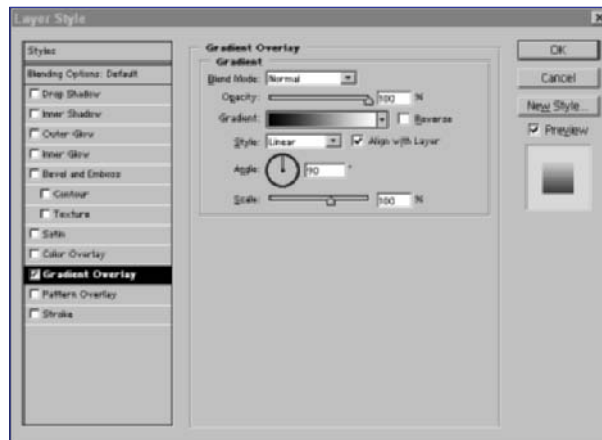 Layer Style
Styles
Blending Options: Default
Drop Shadow
Inner Shadow
Outer Glow
Inner Glow
Bevel and Emboss
Contour
Texture
Satin
Color Overlay
Gradient Overlay
Pattern Overlay
Stroke
Gradient Overlay
Gradient
Blend Mode: Normal
Opacity: 100 %
Gradient: Reverse
Style: Linear Align with Layer
Angle: 90 °
Scale: 100 %
OK
Cancel
New Style...
Preview